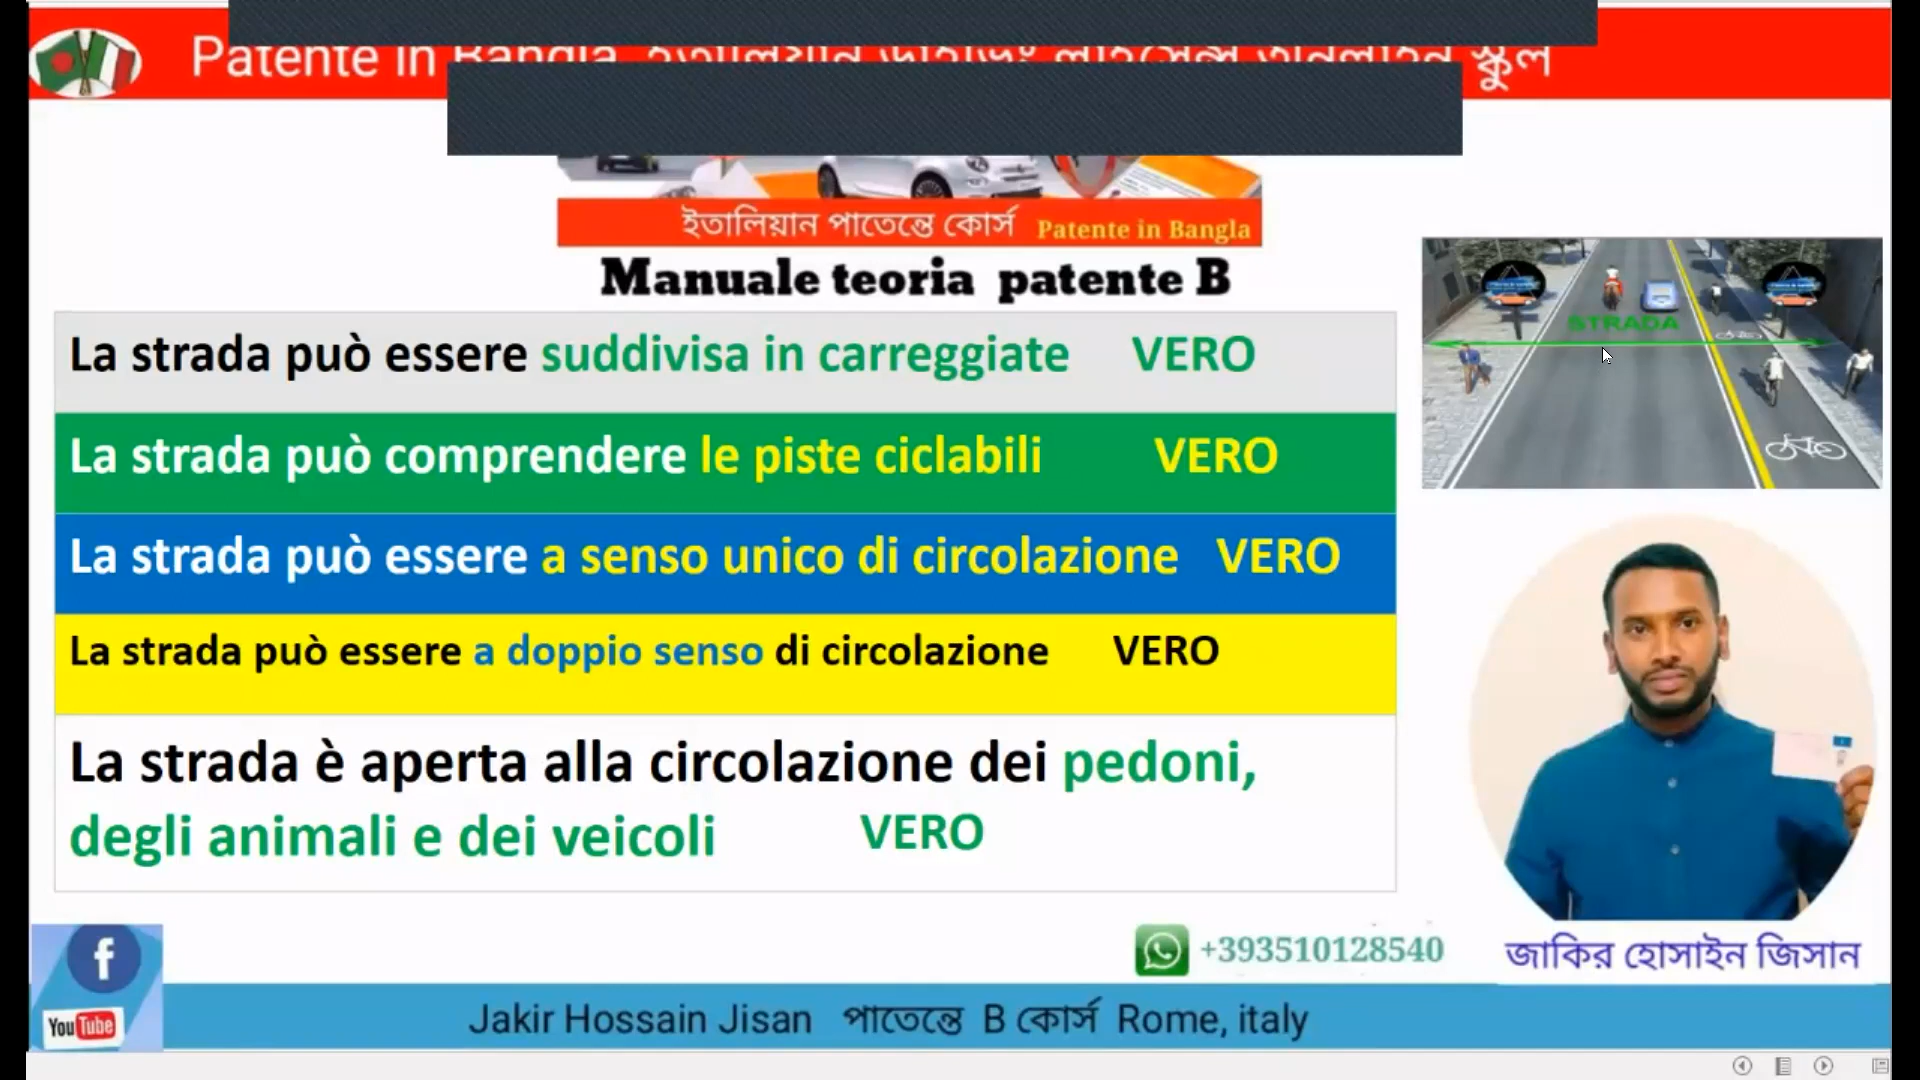 Patente in Bangla স্কুল
ইতালিয়ান পাতেন্তে কোর্স Patente in Bangla
Manuale teoria patente B
La strada può essere suddivisa in carreggiate VERO
La strada può comprendere le piste ciclabili VERO
La strada può essere a senso unico di circolazione VERO
La strada può essere a doppio senso di circolazione VERO
La strada è aperta alla circolazione dei pedoni,
degli animali e dei veicoli VERO
STRADA
+393510128540
জাকির হোসাইন জিসান
f
YouTube
Jakir Hossain Jisan পাতেন্তে B কোর্স Rome, italy